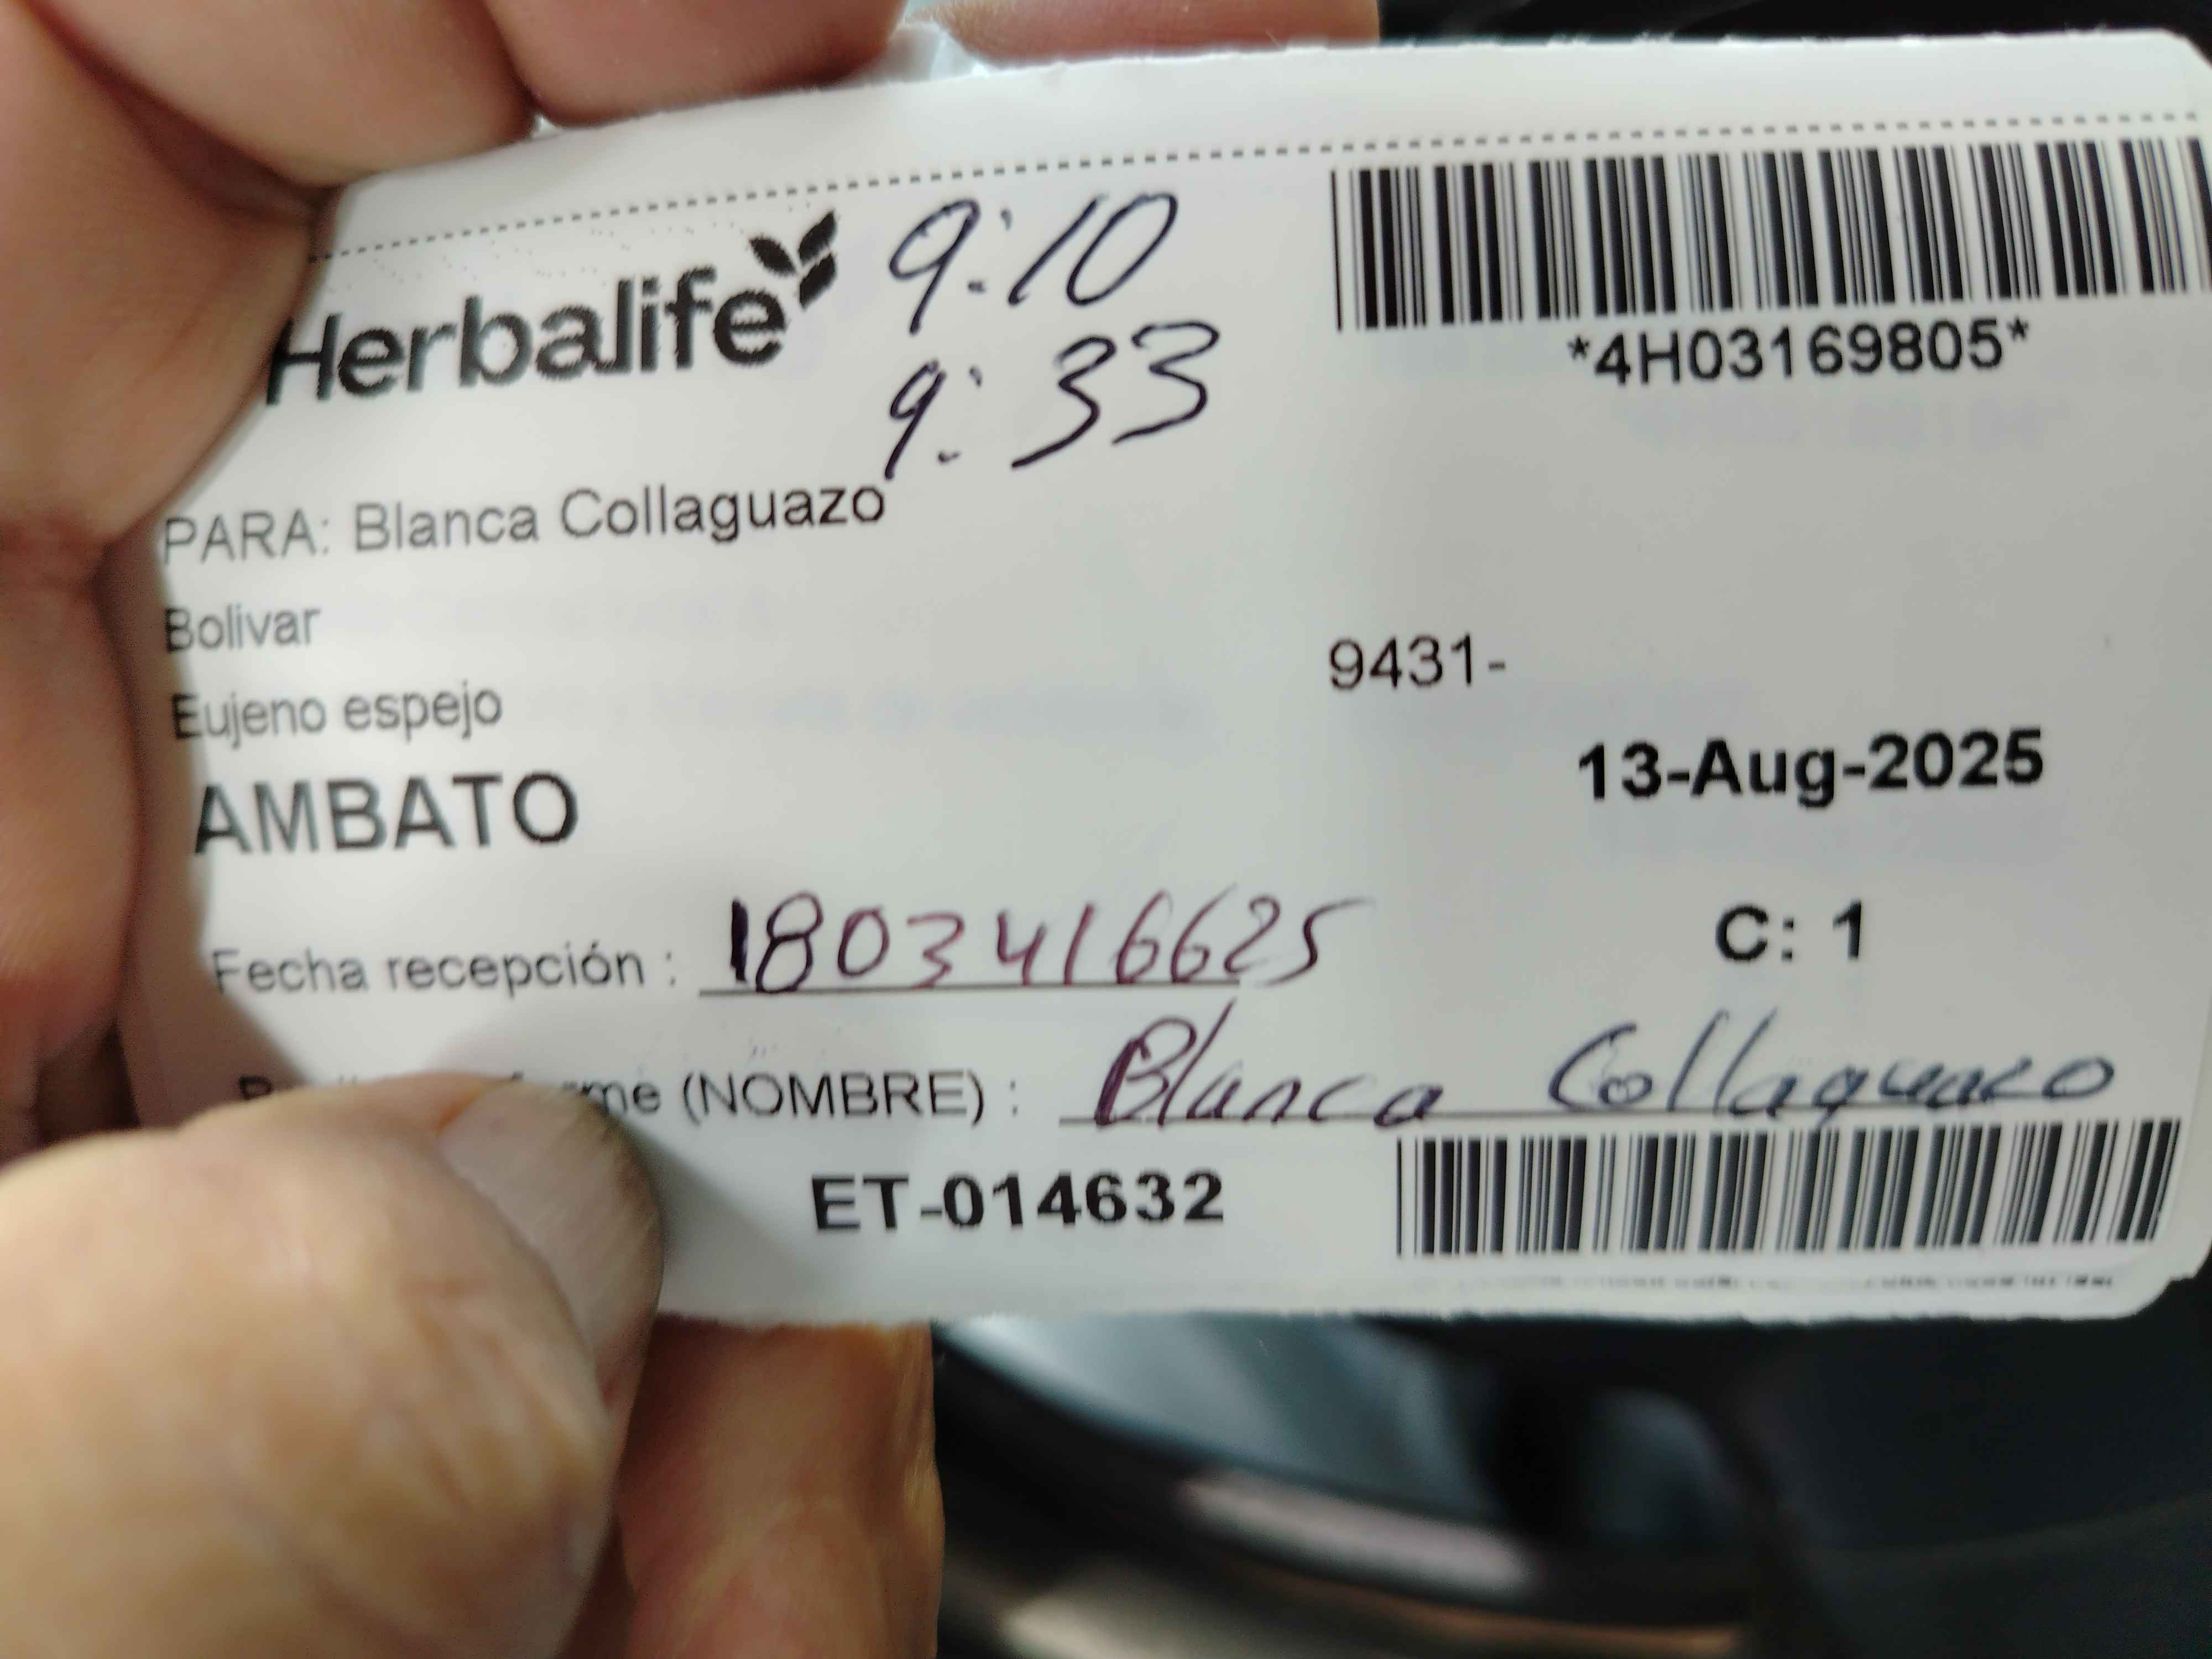 Herbalife
9:10
9:33
*4H03169805*
PARA: Blanca Collaguazo
Bolivar
9431-
Eujeno espejo
13-Aug-2025
AMBATO
C: 1
Fecha recepción : 1803416625
(NOMBRE) : Blanca Collaguazo
ET-014632